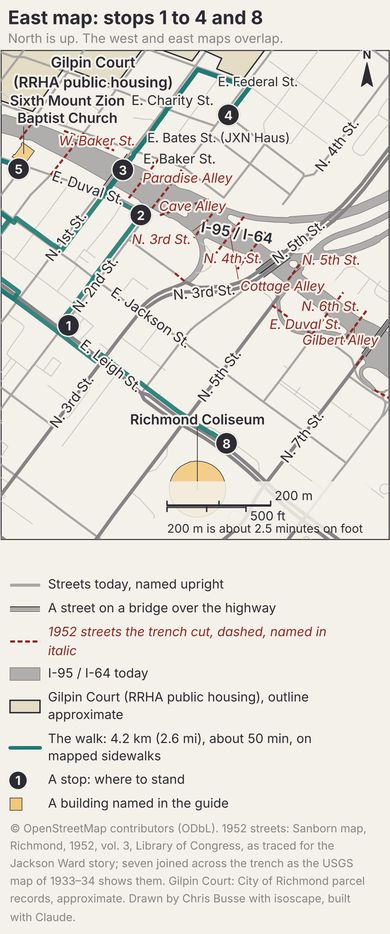 East map: stops 1 to 4 and 8
North is up. The west and east maps overlap.
Gilpin Court
(RRHA public housing)
Sixth Mount Zion
Baptist Church
N
E. Federal St.
E. Charity St.
4
W. Baker St.
E. Bates St. (JXN Haus)
N. 4th St.
5
3
E. Baker St.
Paradise Alley
E. Duval St.
2
Cave Alley
N. 1st St.
N. 3rd St.
I-95 / I-64
N. 5th St.
N. 4th St.
N. 5th St.
N. 2nd St.
N. 3rd St.
Cottage Alley
E. Jackson St.
N. 6th St.
1
E. Duval St.
Gilbert Alley
E. Leigh St.
N. 3rd St.
N. 5th St.
Richmond Coliseum
8
N. 7th St.
200 m
500 ft
200 m is about 2.5 minutes on foot
Streets today, named upright
A street on a bridge over the highway
1952 streets the trench cut, dashed, named in
italic
I-95 / I-64 today
Gilpin Court (RRHA public housing), outline
approximate
The walk: 4.2 km (2.6 mi), about 50 min, on
mapped sidewalks
1 A stop: where to stand
A building named in the guide
© OpenStreetMap contributors (ODbL). 1952 streets: Sanborn map,
Richmond, 1952, vol. 3, Library of Congress, as traced for the
Jackson Ward story; seven joined across the trench as the USGS
map of 1933–34 shows them. Gilpin Court: City of Richmond parcel
records, approximate. Drawn by Chris Busse with isoscape, built
with Claude.